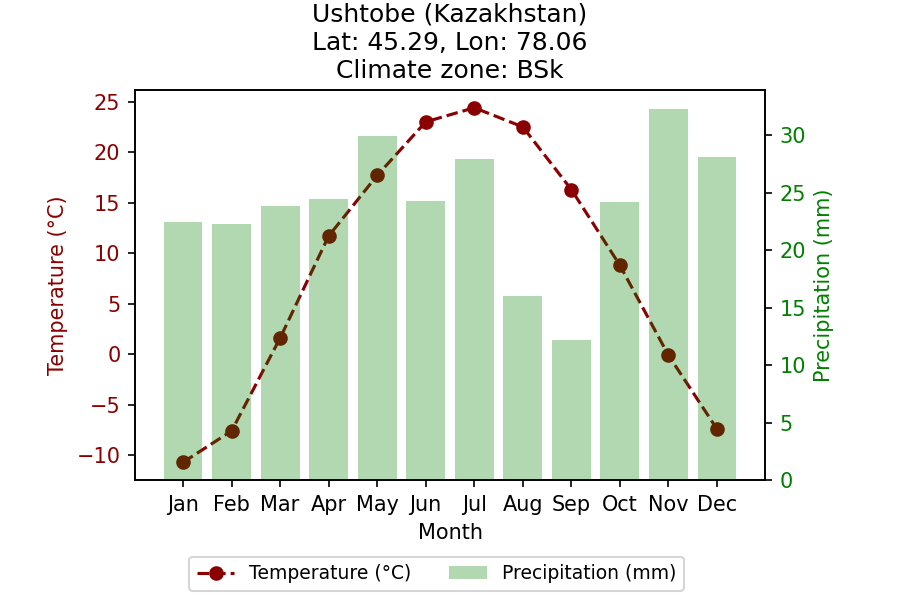 Ushtobe (Kazakhstan)
Lat: 45.29, Lon: 78.06
Climate zone: BSk
Temperature (°C)
25
20
15
10
5
0
−5
−10
30
25
20
15
10
5
0
Precipitation (mm)
Jan Feb Mar Apr May Jun Jul Aug Sep Oct Nov Dec
Month
Temperature (°C) Precipitation (mm)